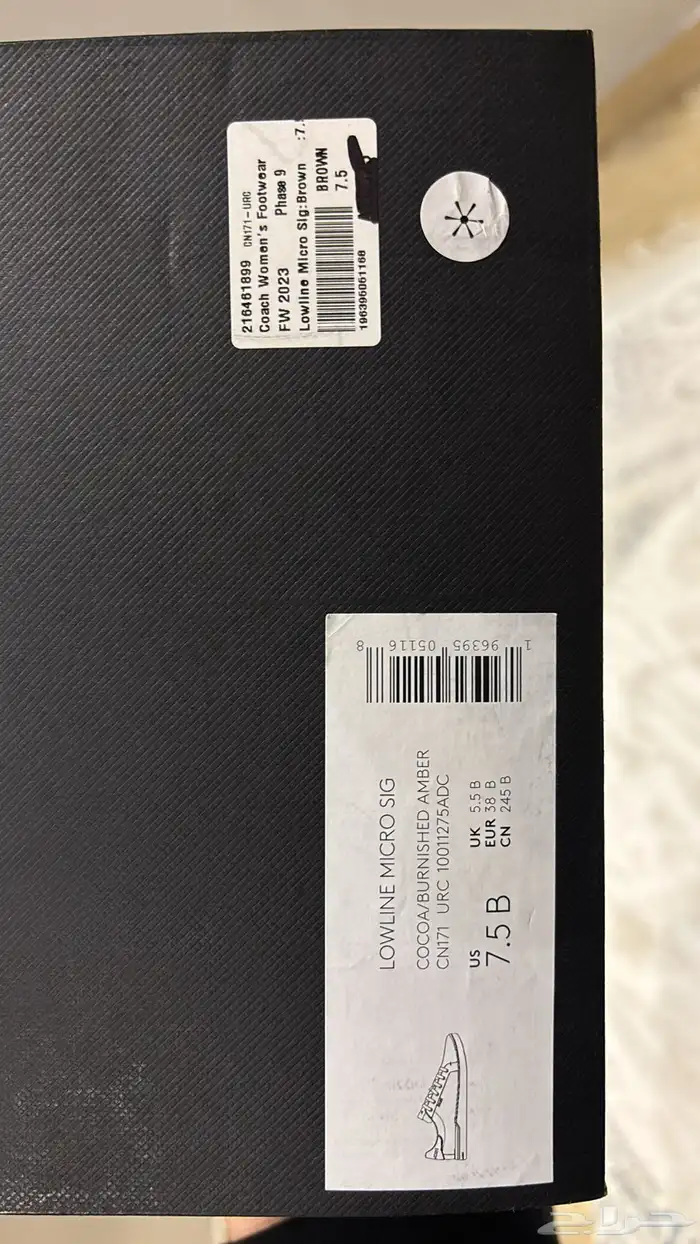 216461899 CN171-URC
Coach Women's Footwear
FW 2023 Phase 9
Lowline Micro Sig:Brown :7.
BROWN
7.5
196395051168
1 96395 05116 8
LOWLINE MICRO SIG
COCOA/BURNISHED AMBER
CN171 URC 10011275ADC
US
7.5 B
UK 5.5 B
EUR 38 B
CN 245 B
حراج